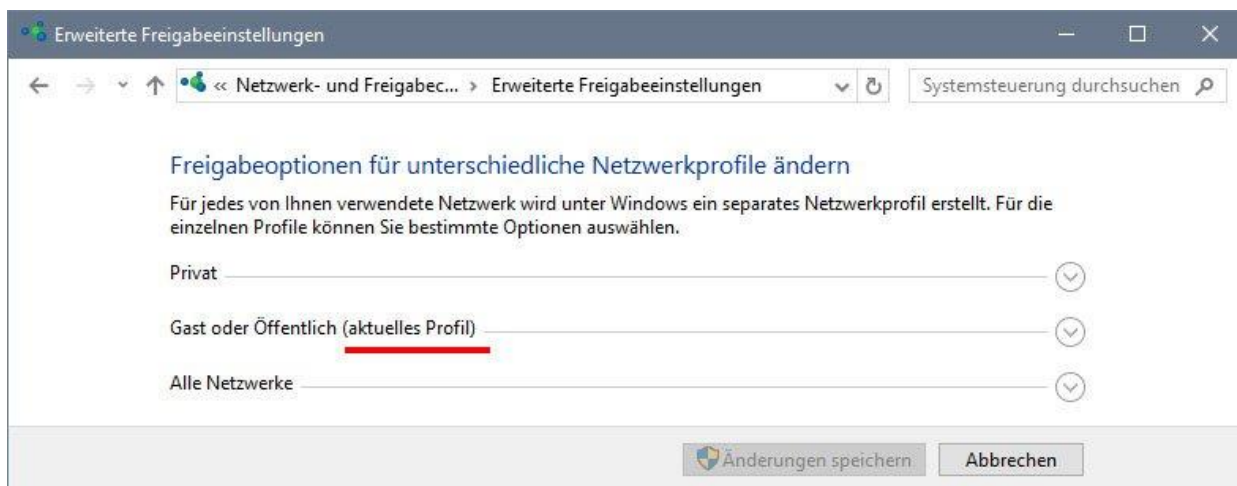 Erweiterte Freigabeeinstellungen
« Netzwerk- und Freigabec... > Erweiterte Freigabeeinstellungen
Systemsteuerung durchsuchen
Freigabeoptionen für unterschiedliche Netzwerkprofile ändern
Für jedes von Ihnen verwendete Netzwerk wird unter Windows ein separates Netzwerkprofil erstellt. Für die
einzelnen Profile können Sie bestimmte Optionen auswählen.
Privat
Gast oder Öffentlich (aktuelles Profil)
Alle Netzwerke
Änderungen speichern
Abbrechen